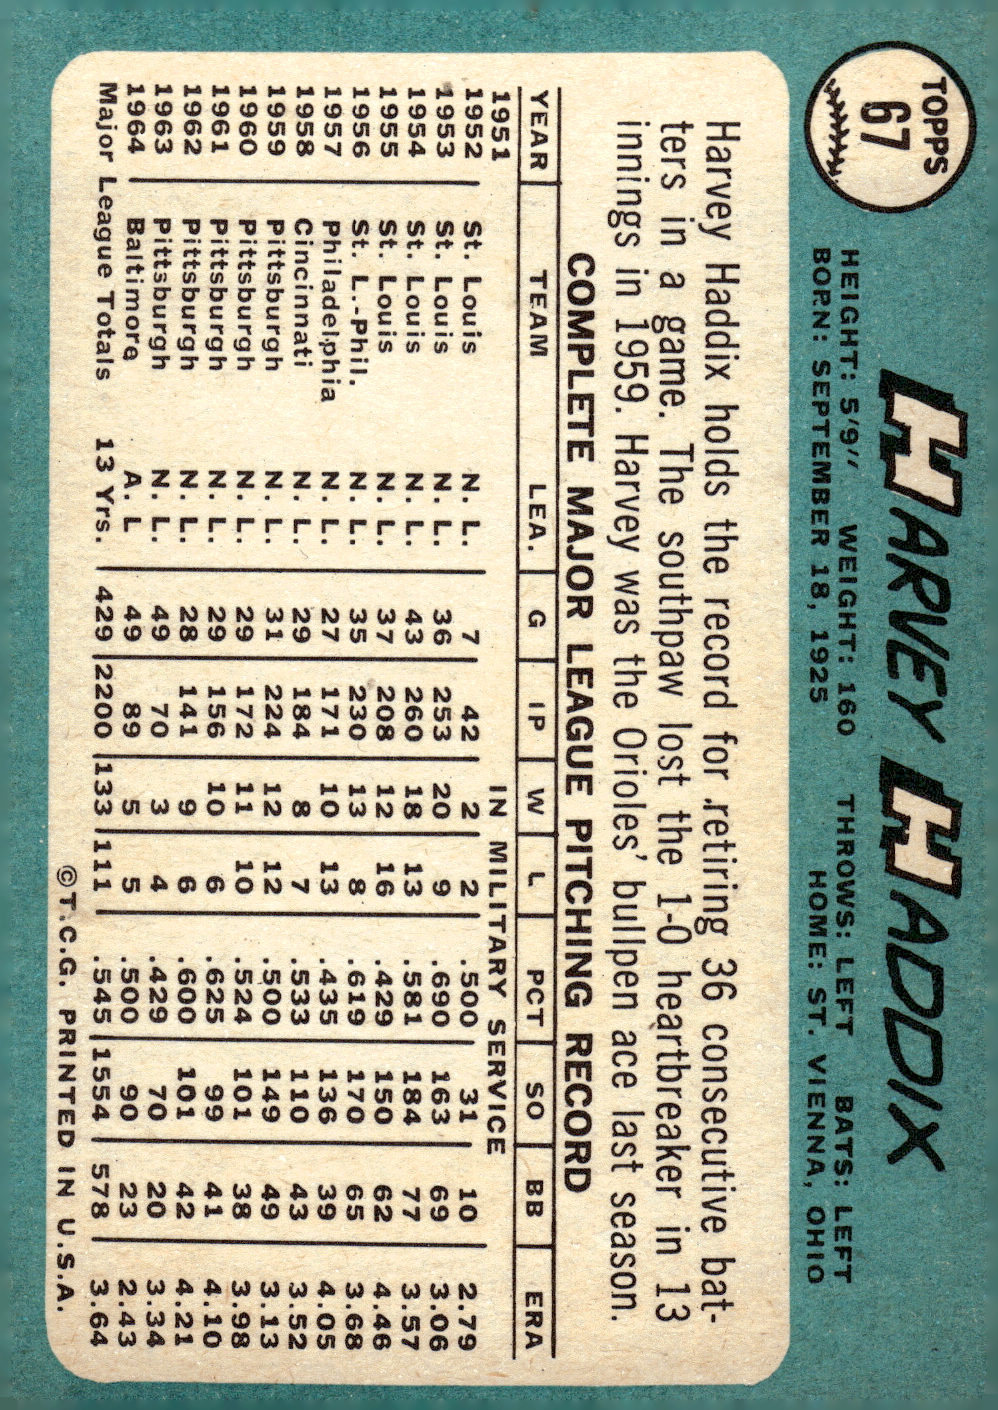 TOPPS
67
HARVEY HADDIX
HEIGHT: 5'9" WEIGHT: 160 THROWS: LEFT BATS: LEFT
BORN: SEPTEMBER 18, 1925 HOME: ST. VIENNA, OHIO
Harvey Haddix holds the record for retiring 36 consecutive bat-
ters in a game. The southpaw lost the 1-0 heartbreaker in 13
innings in 1959. Harvey was the Orioles' bullpen ace last season.
COMPLETE MAJOR LEAGUE PITCHING RECORD
YEAR TEAM LEA. G IP W L PCT SO BB ERA
1951 IN MILITARY SERVICE
1952 St. Louis N. L. 7 42 2 2 .500 31 10 2.79
1953 St. Louis N. L. 36 253 20 9 .690 163 69 3.06
1954 St. Louis N. L. 43 260 18 13 .581 184 77 3.57
1955 St. Louis N. L. 37 208 12 16 .429 150 62 4.46
1956 St. L.-Phil. N. L. 35 230 13 8 .619 170 65 3.68
1957 Philadelphia N. L. 27 171 10 13 .435 136 39 4.05
1958 Cincinnati N. L. 29 184 8 7 .533 110 43 3.52
1959 Pittsburgh N. L. 31 224 12 12 .500 149 49 3.13
1960 Pittsburgh N. L. 29 172 11 10 .524 101 38 3.98
1961 Pittsburgh N. L. 29 156 10 6 .625 99 41 4.10
1962 Pittsburgh N. L. 28 141 9 6 .600 101 42 4.21
1963 Pittsburgh N. L. 49 70 3 4 .429 70 20 3.34
1964 Baltimore A. L 49 89 5 5 .500 90 23 2.43
Major League Totals 13 Yrs. 429 2200 133 111 .545 1554 578 3.64
©T.C.G. PRINTED IN U.S.A.